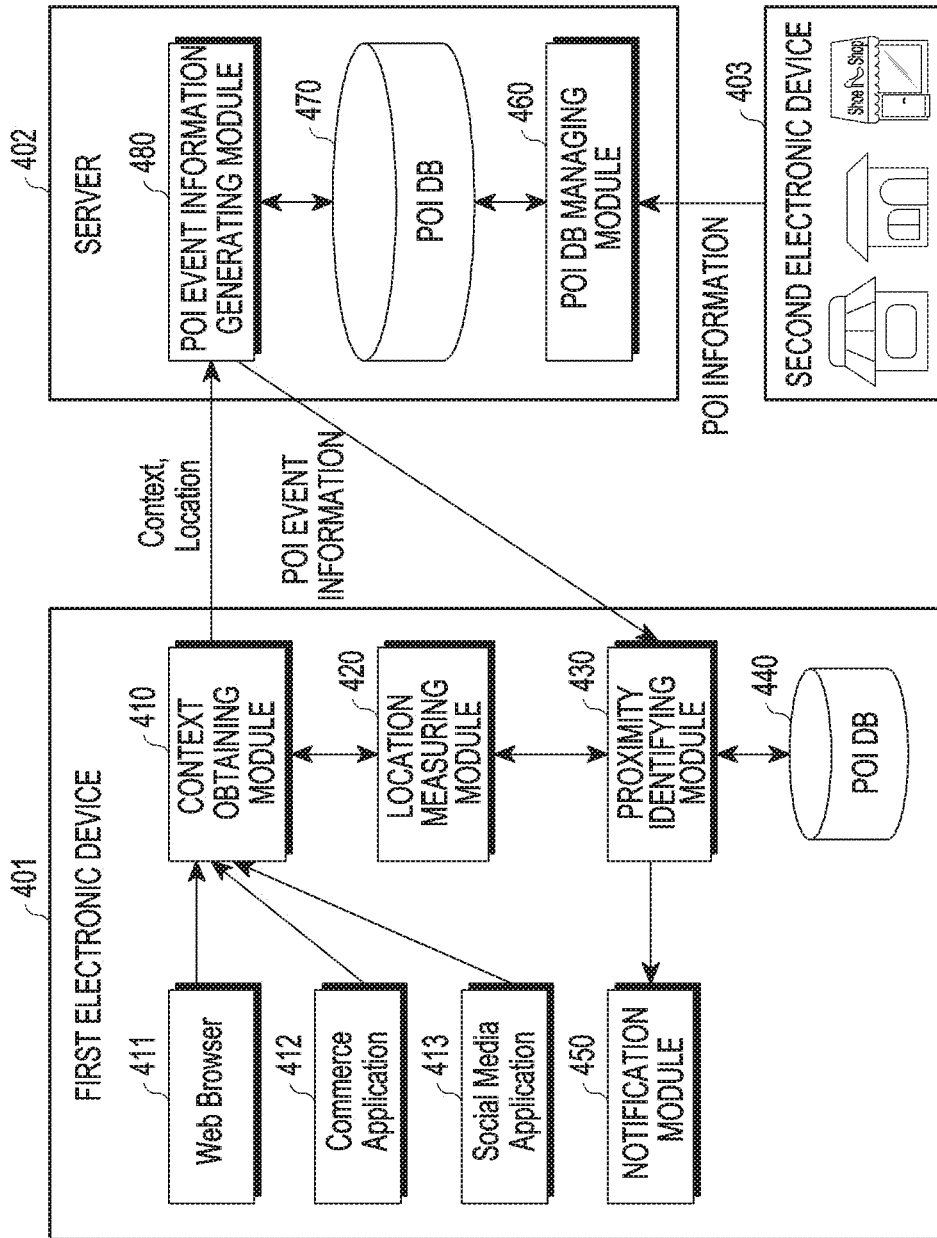 401
FIRST ELECTRONIC DEVICE
411
Web Browser
412
Commerce
Application
413
Social Media
Application
450
NOTIFICATION
MODULE
410
CONTEXT
OBTAINING
MODULE
420
LOCATION
MEASURING
MODULE
430
PROXIMITY
IDENTIFYING
MODULE
440
POI DB
Context,
Location
POI EVENT
INFORMATION
402
SERVER
480
POI EVENT INFORMATION
GENERATING MODULE
470
POI DB
460
POI DB MANAGING
MODULE
POI INFORMATION
403
SECOND ELECTRONIC DEVICE
Shoe Shop